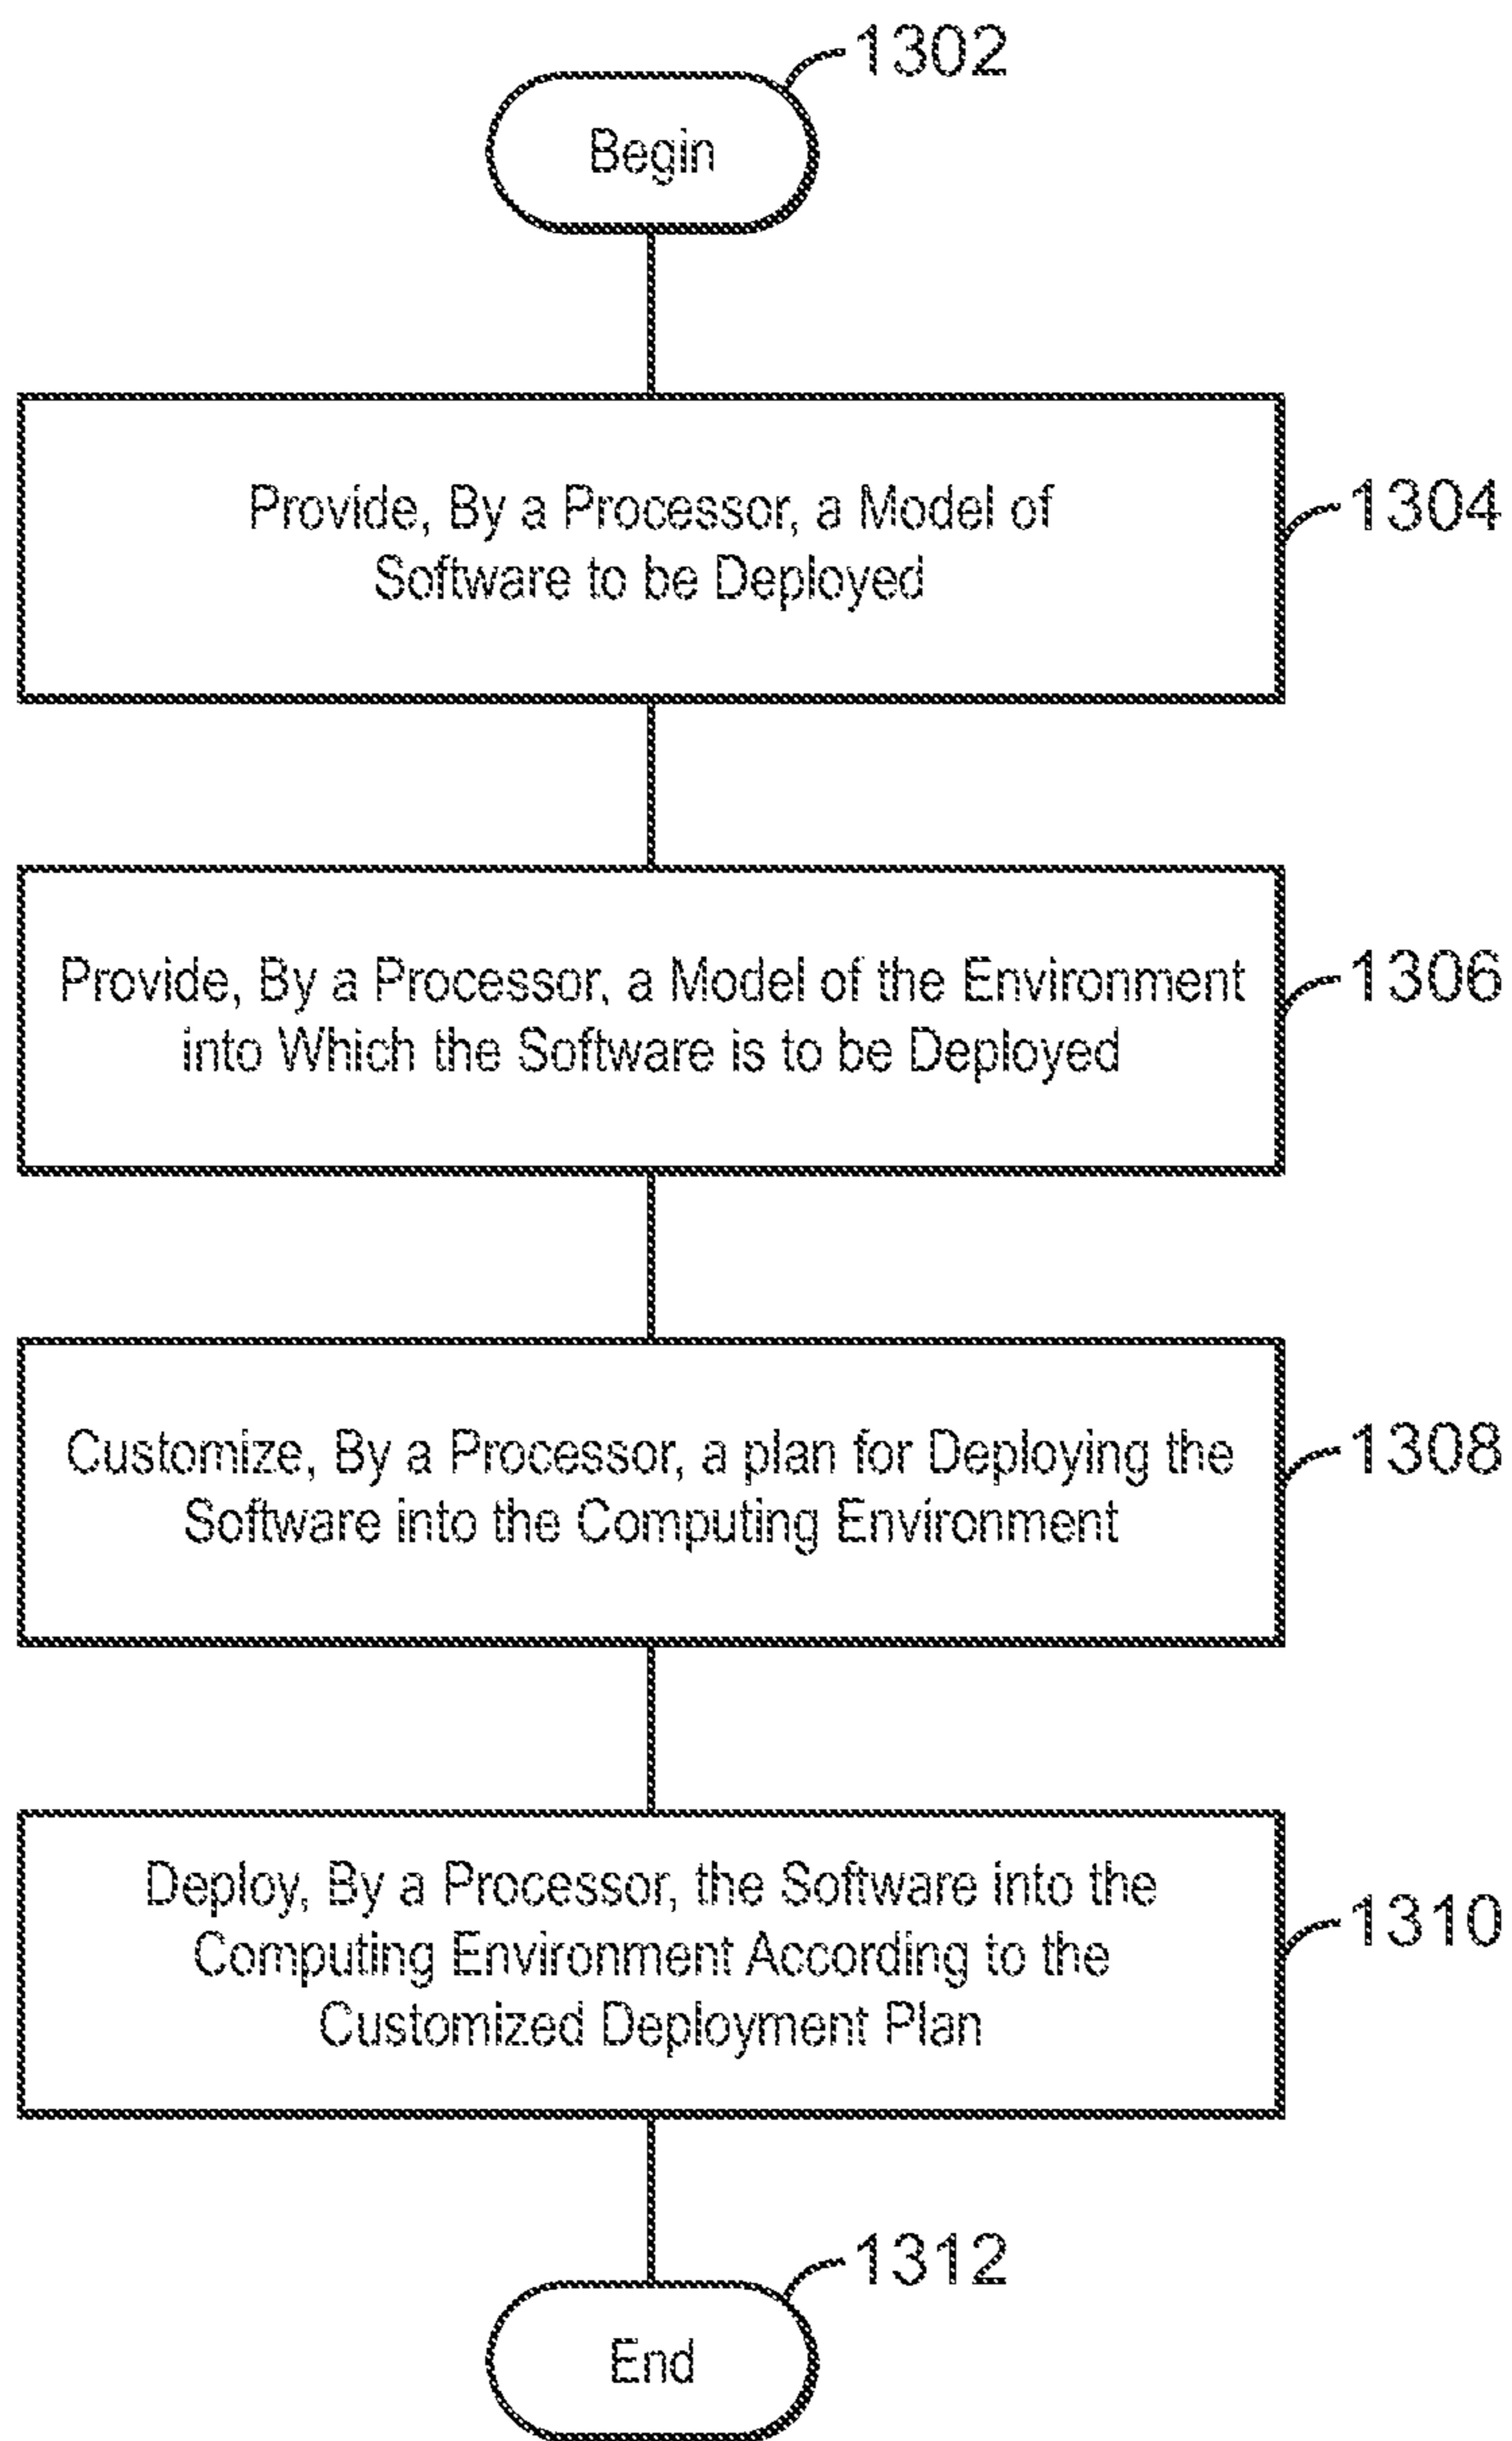 1302
Begin
Provide, By a Processor, a Model of
Software to be Deployed
1304
Provide, By a Processor, a Model of the Environment
into Which the Software is to be Deployed
1306
Customize, By a Processor, a plan for Deploying the
Software into the Computing Environment
1308
Deploy, By a Processor, the Software into the
Computing Environment According to the
Customized Deployment Plan
1310
1312
End